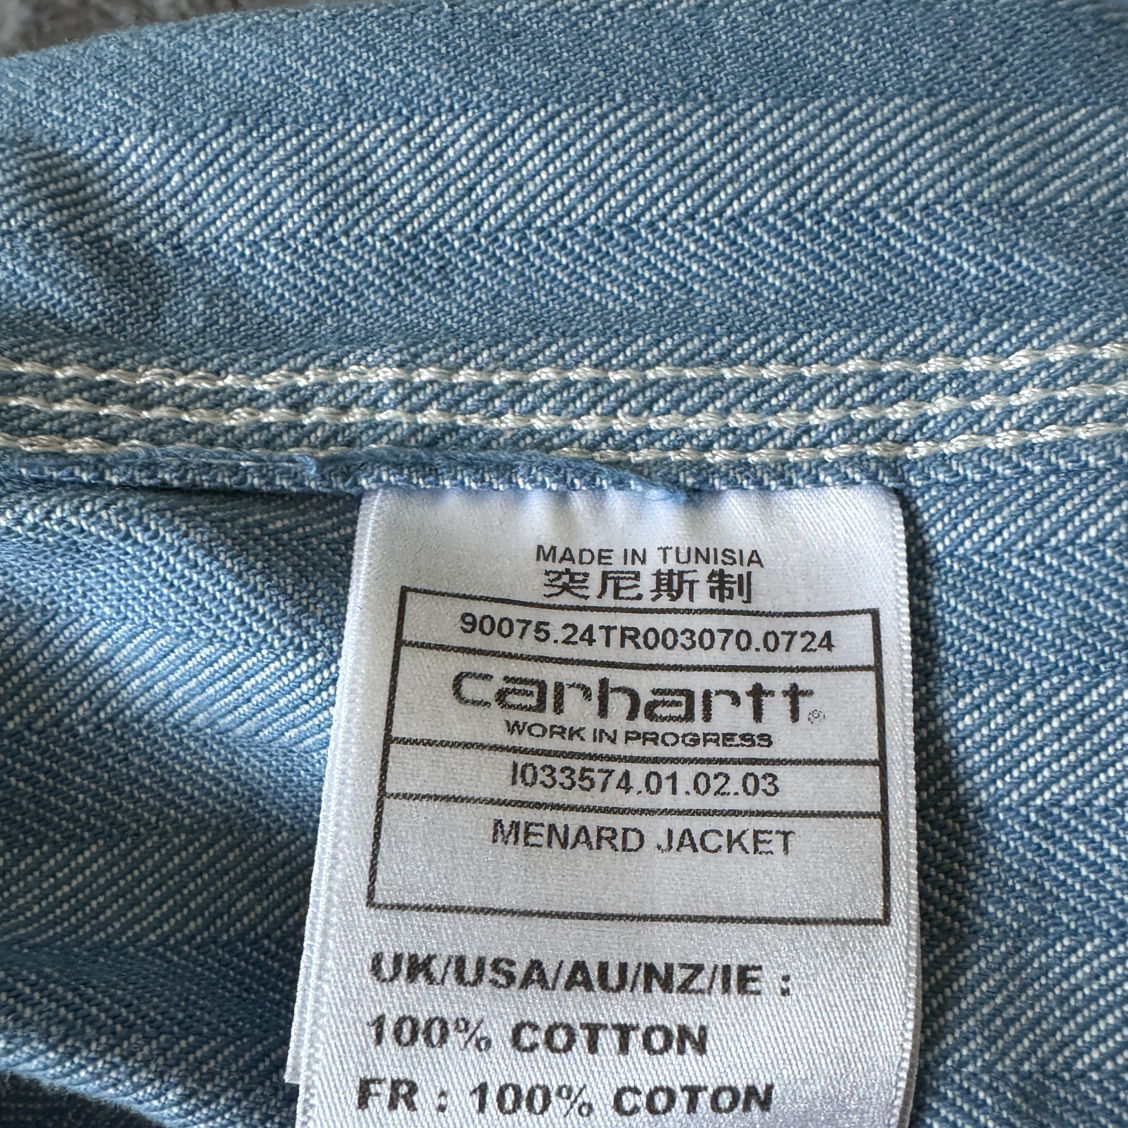 MADE IN TUNISIA
突尼斯制
90075.24TR003070.0724
carhartt®
WORK IN PROGRESS
I033574.01.02.03
MENARD JACKET
UK/USA/AU/NZ/IE :
100% COTTON
FR : 100% COTON